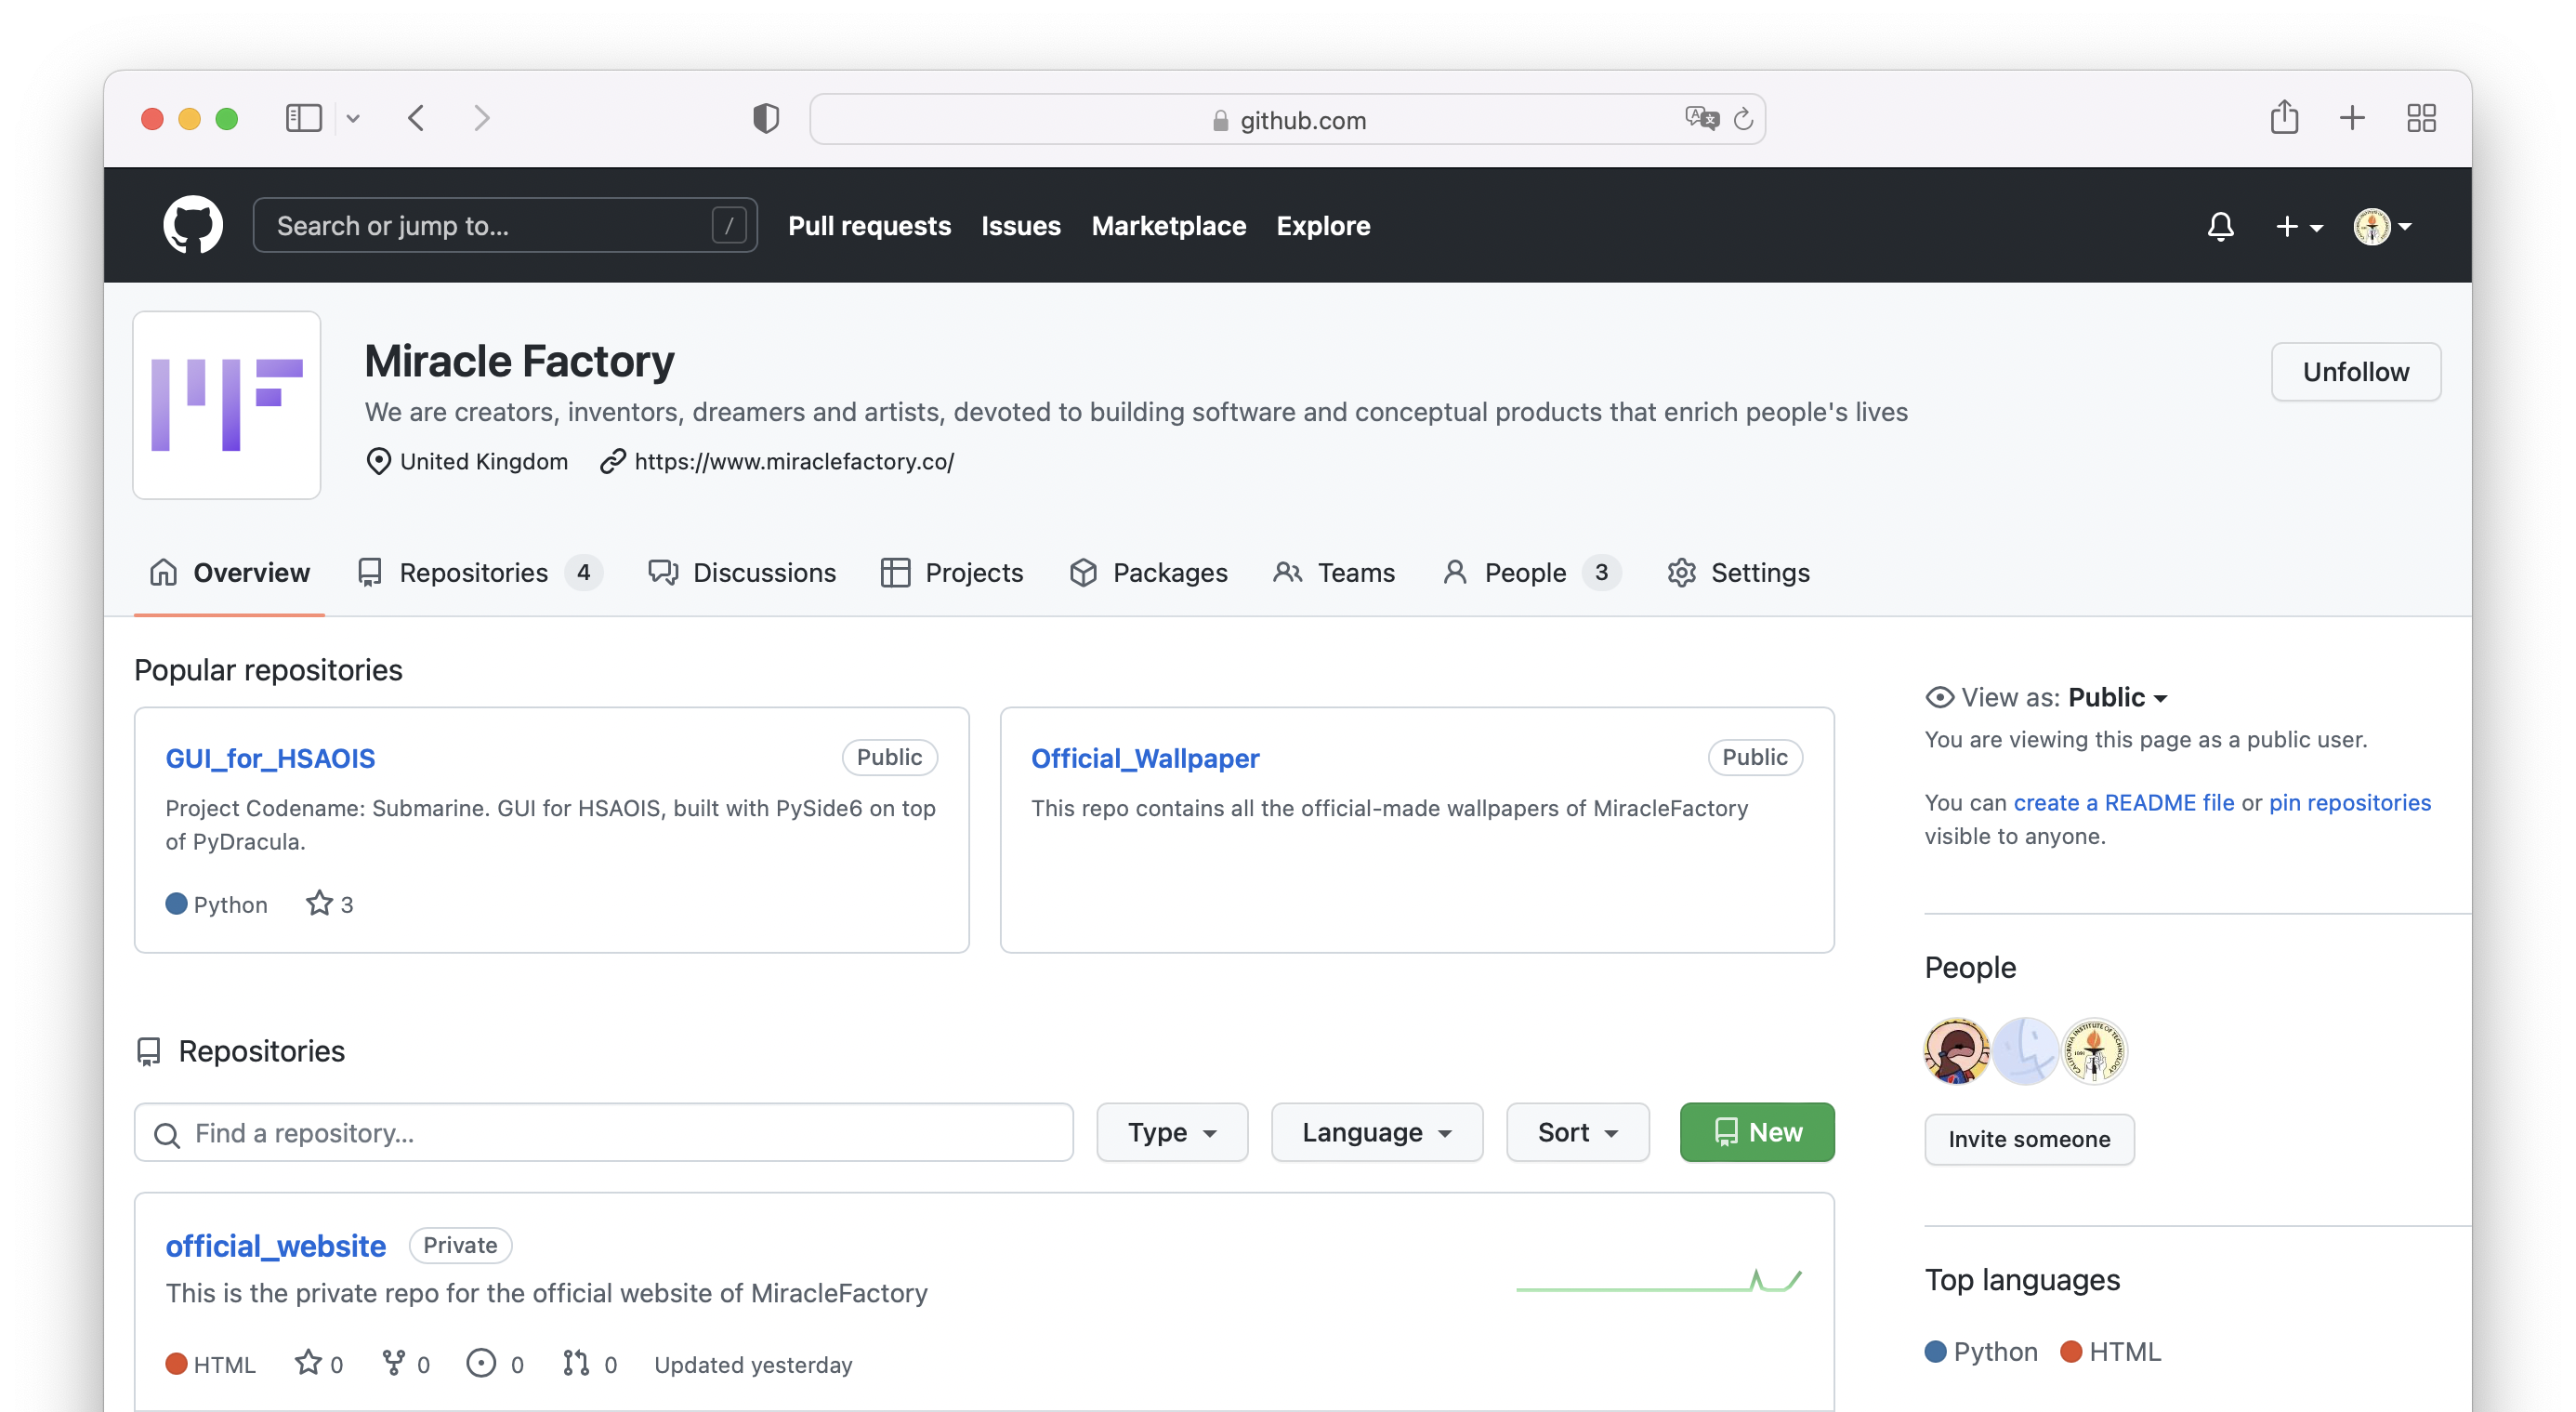 github.com
Search or jump to... /
Pull requests Issues Marketplace Explore
Miracle Factory
Unfollow
We are creators, inventors, dreamers and artists, devoted to building software and conceptual products that enrich people's lives
United Kingdom https://www.miraclefactory.co/
Overview Repositories 4 Discussions Projects Packages Teams People 3 Settings
Popular repositories
GUI_for_HSAOIS Public
Project Codename: Submarine. GUI for HSAOIS, built with PySide6 on top
of PyDracula.
Python 3
Official_Wallpaper Public
This repo contains all the official-made wallpapers of MiracleFactory
View as: Public
You are viewing this page as a public user.
You can create a README file or pin repositories
visible to anyone.
People
CALIFORNIA INSTITUTE OF TECHNOLOGY
1891
Invite someone
Repositories
Find a repository... Type Language Sort New
official_website Private
This is the private repo for the official website of MiracleFactory
HTML 0 0 0 0 Updated yesterday
Top languages
Python HTML